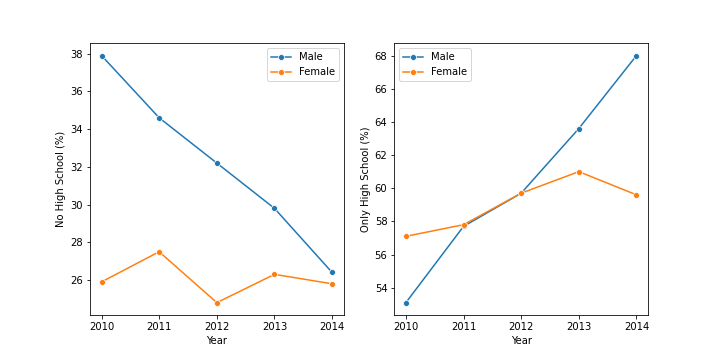 No High School (%)
38
36
34
32
30
28
26
2010 2011 2012 2013 2014
Year
Male
Female
Only High School (%)
68
66
64
62
60
58
56
54
2010 2011 2012 2013 2014
Year
Male
Female